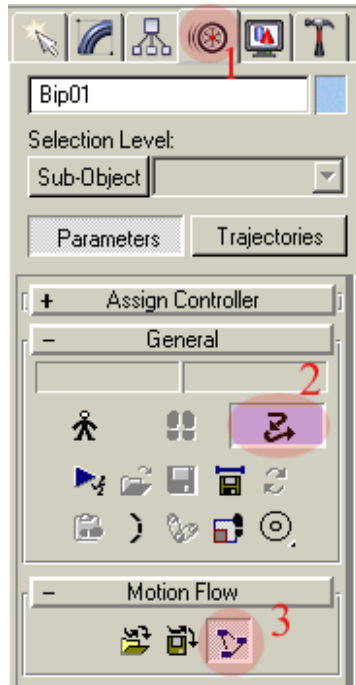 1
Bip01
Selection Level:
Sub-Object
Parameters Trajectories
+ Assign Controller
- General
2
- Motion Flow
3